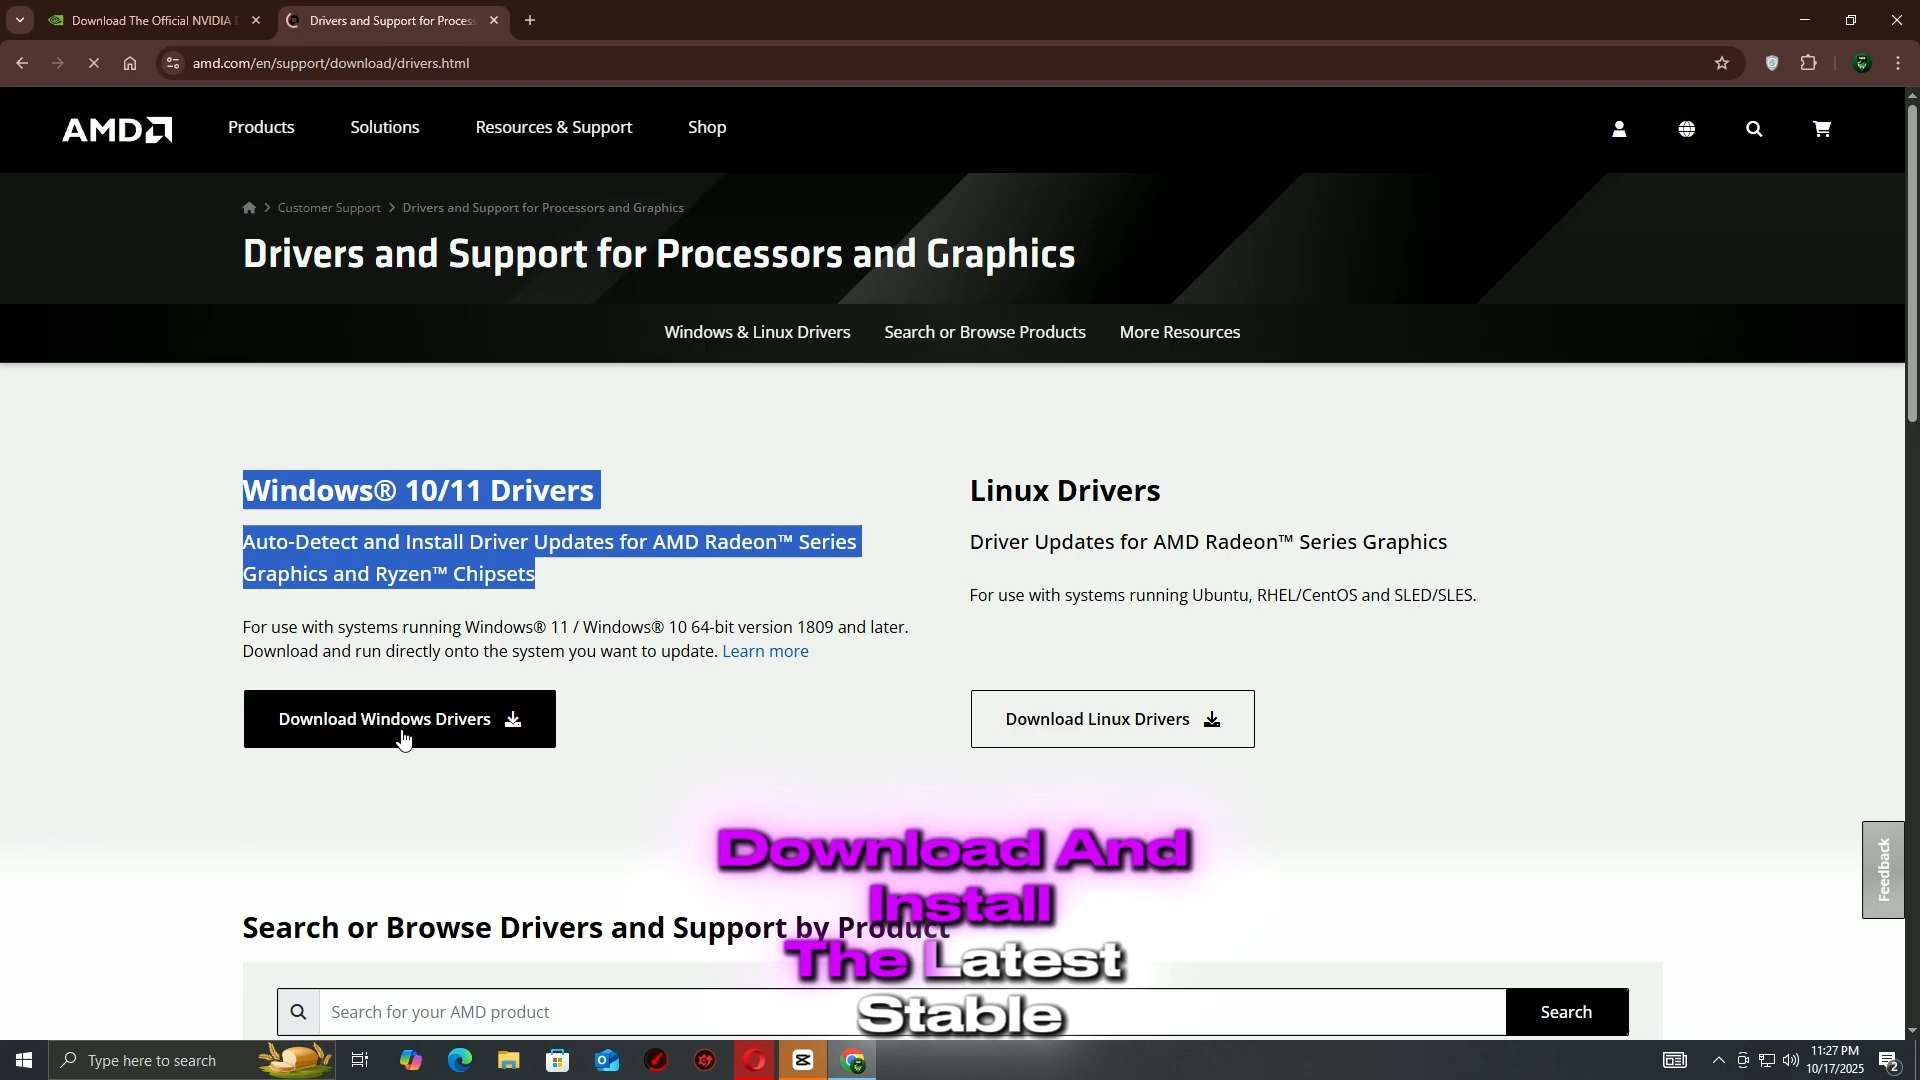 Download The Official NVIDIA
Drivers and Support for Process
amd.com/en/support/download/drivers.html
AMD
Products
Solutions
Resources & Support
Shop
Customer Support
Drivers and Support for Processors and Graphics
Drivers and Support for Processors and Graphics
Windows & Linux Drivers
Search or Browse Products
More Resources
Windows® 10/11 Drivers
Auto-Detect and Install Driver Updates for AMD Radeon™ Series
Graphics and Ryzen™ Chipsets
For use with systems running Windows® 11 / Windows® 10 64-bit version 1809 and later.
Download and run directly onto the system you want to update. Learn more
Download Windows Drivers
Linux Drivers
Driver Updates for AMD Radeon™ Series Graphics
For use with systems running Ubuntu, RHEL/CentOS and SLED/SLES.
Download Linux Drivers
Feedback
Search or Browse Drivers and Support by Product
Search for your AMD product
Search
Download And
Install
The Latest
Stable
Type here to search
11:27 PM
10/17/2025
2